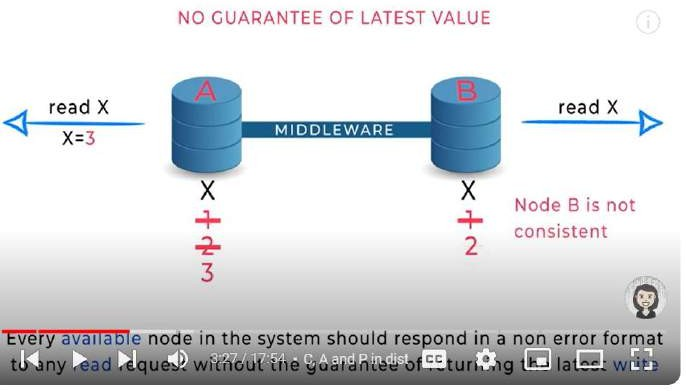 NO GUARANTEE OF LATEST VALUE
A
B
read X
MIDDLEWARE
read X
X=3
X
X
1
1
2
2
3
Node B is not
consistent
Every available node in the system should respond in a non error format
to any read request without the guarantee of returning the latest write
3:27 / 17:54 • C, A and P in dist
CC